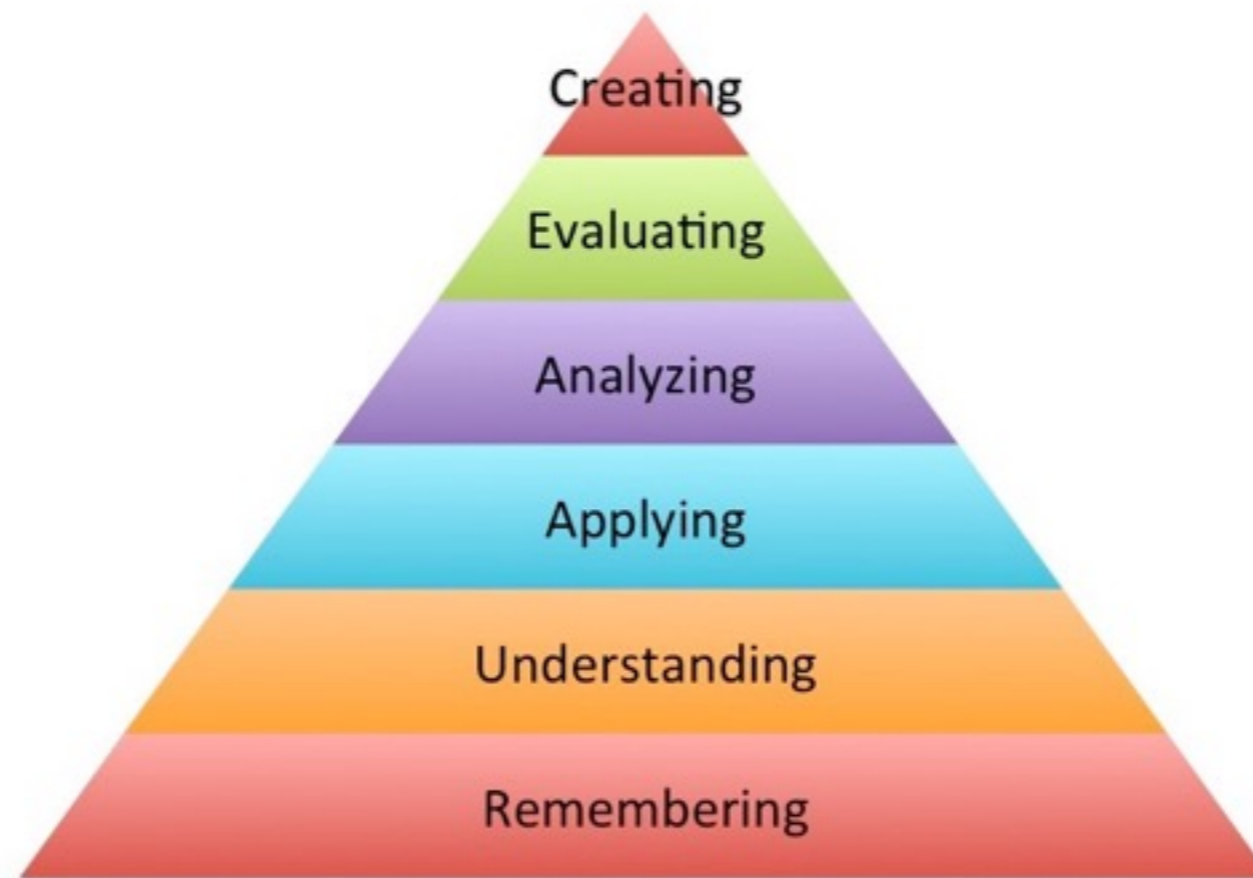 Creating
Evaluating
Analyzing
Applying
Understanding
Remembering